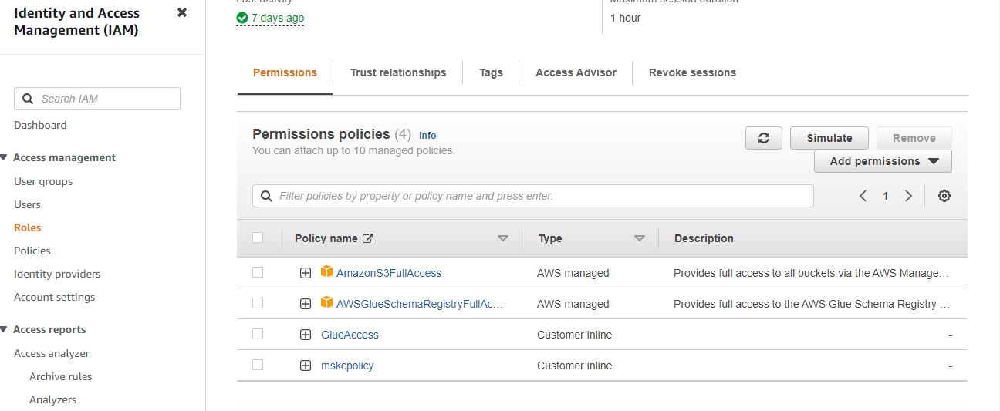 Identity and Access
Management (IAM)
Search IAM
Dashboard
Access management
User groups
Users
Roles
Policies
Identity providers
Account settings
Access reports
Access analyzer
Archive rules
Analyzers
Last activity
7 days ago
Maximum session duration
1 hour
Permissions
Trust relationships
Tags
Access Advisor
Revoke sessions
Permissions policies (4) Info
You can attach up to 10 managed policies.
Simulate
Remove
Add permissions
Filter policies by property or policy name and press enter.
1
Policy name Type Description
AmazonS3FullAccess AWS managed Provides full access to all buckets via the AWS Manage…
AWSGlueSchemaRegistryFullAc… AWS managed Provides full access to the AWS Glue Schema Registry …
GlueAccess Customer inline -
mskcpolicy Customer inline -